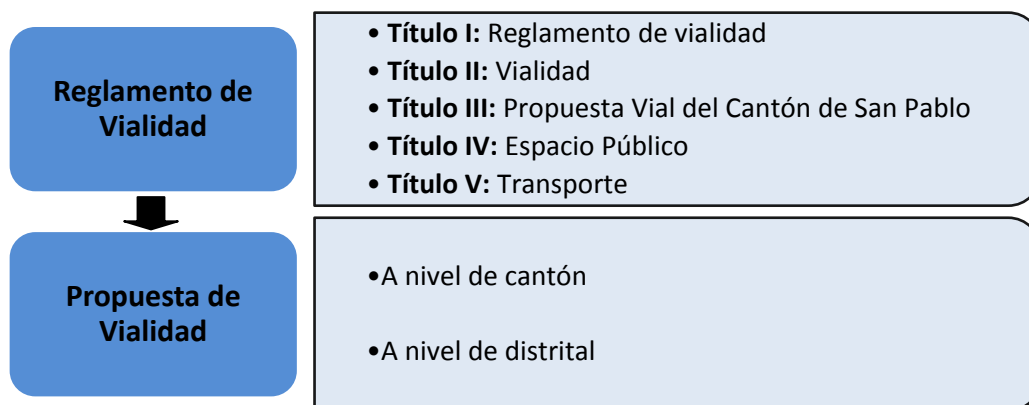 Reglamento de
Vialidad
• Título I: Reglamento de vialidad
• Título II: Vialidad
• Título III: Propuesta Vial del Cantón de San Pablo
• Título IV: Espacio Público
• Título V: Transporte
Propuesta de
Vialidad
•A nivel de cantón
•A nivel de distrital